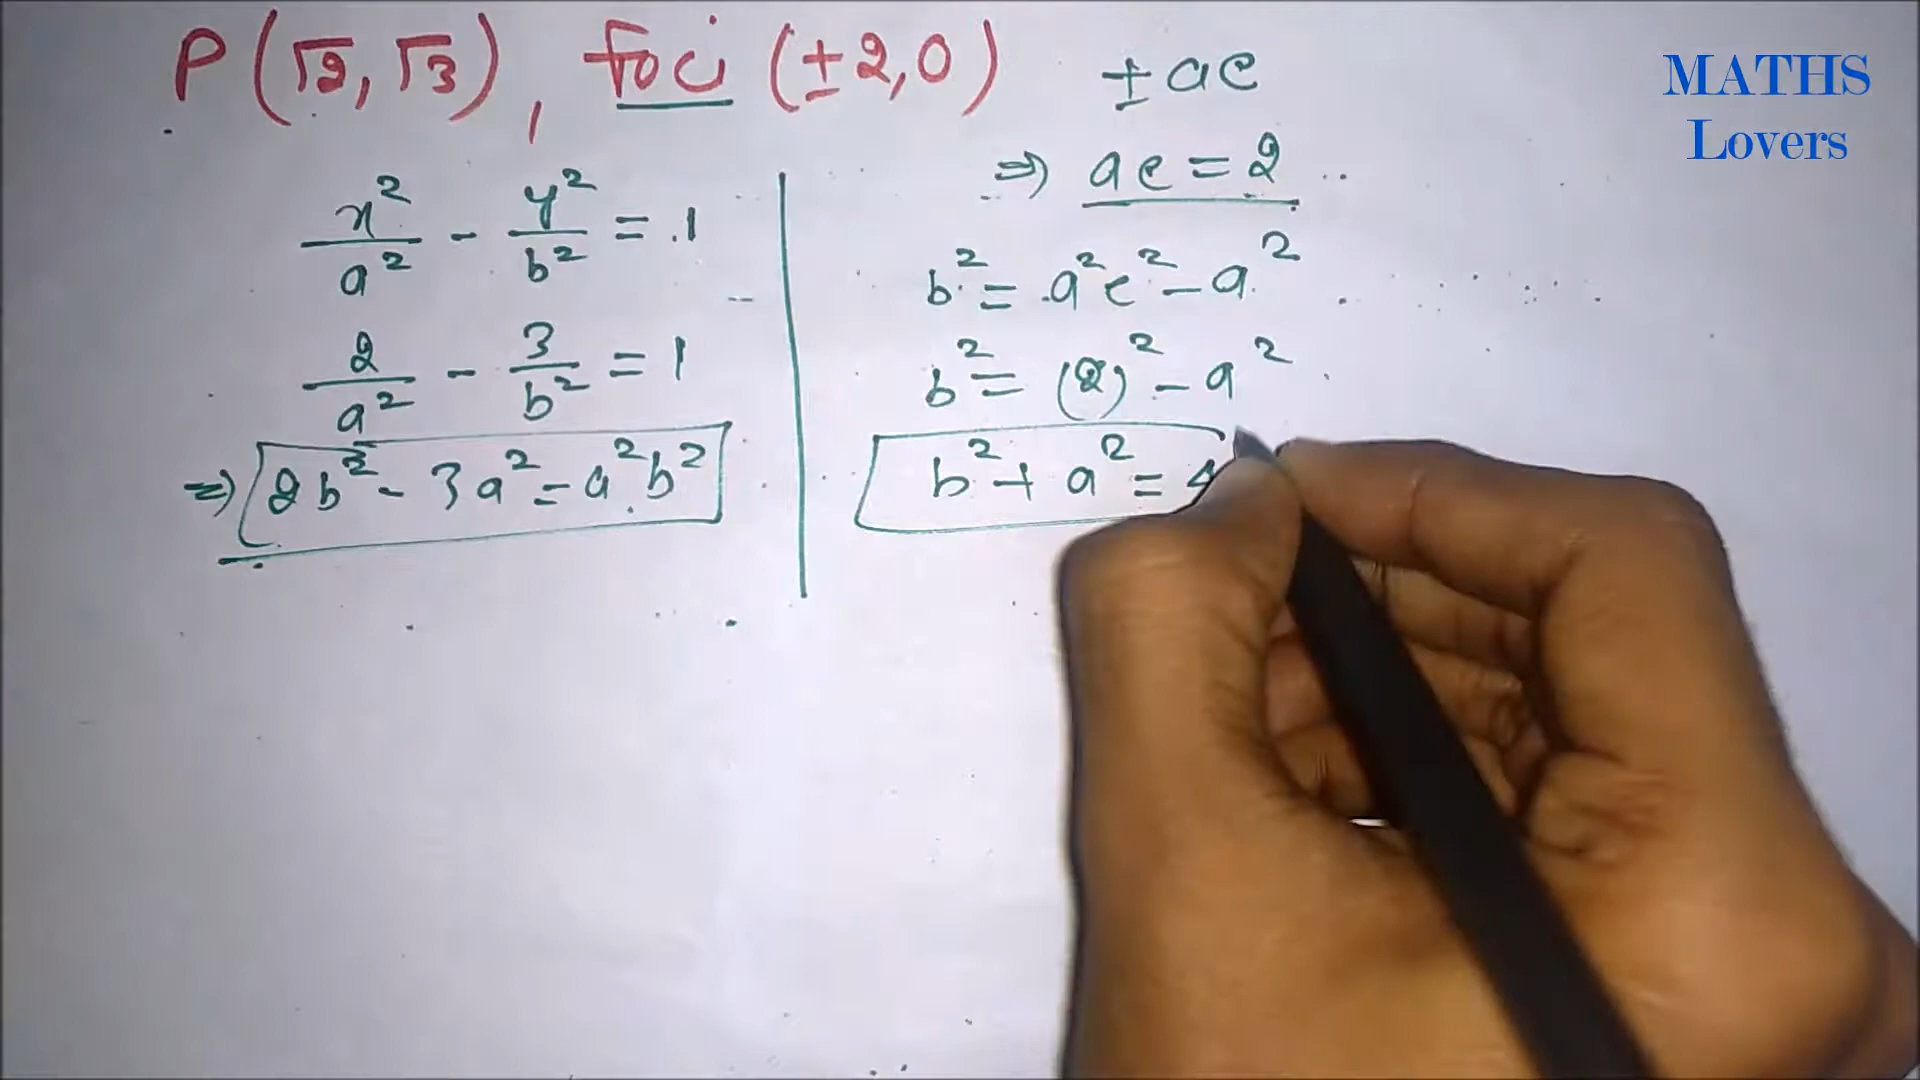 P(√2, √3), foci (±2, 0) ±ae
MATHS
Lovers
x²/a² - y²/b² = 1
2/a² - 3/b² = 1
⇒ 2b² - 3a² = a²b²
⇒ ae = 2
b² = a²e² - a²
b² = (2)² - a²
b² + a² = 4